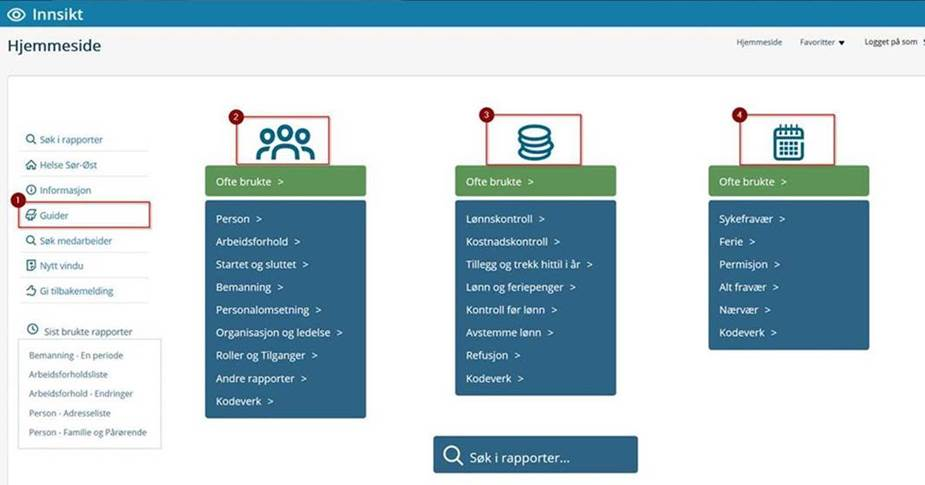 Innsikt
Hjemmeside
Hjemmeside Favoritter Logget på som
Søk i rapporter
Helse Sør-Øst
Informasjon
1
Guider
Søk medarbeider
Nytt vindu
Gi tilbakemelding
Sist brukte rapporter
Bemanning - En periode
Arbeidsforholdsliste
Arbeidsforhold - Endringer
Person - Adresseliste
Person - Familie og Pårørende
2
Ofte brukte >
Person >
Arbeidsforhold >
Startet og sluttet >
Bemanning >
Personalomsetning >
Organisasjon og ledelse >
Roller og Tilganger >
Andre rapporter >
Kodeverk >
3
Ofte brukte >
Lønnskontroll >
Kostnadskontroll >
Tillegg og trekk hittil i år >
Lønn og feriepenger >
Kontroll før lønn >
Avstemme lønn >
Refusjon >
Kodeverk >
4
Ofte brukte >
Sykefravær >
Ferie >
Permisjon >
Alt fravær >
Nærvær >
Kodeverk >
Søk i rapporter...